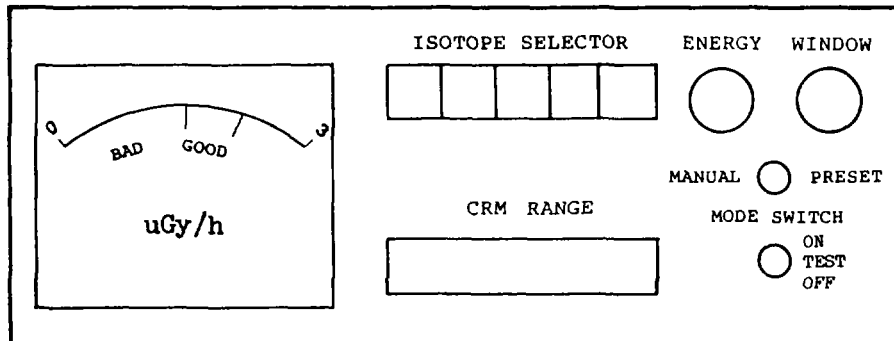 ISOTOPE SELECTOR
ENERGY
WINDOW
0
BAD
GOOD
3
uGy/h
CRM RANGE
MANUAL
PRESET
MODE SWITCH
ON
TEST
OFF